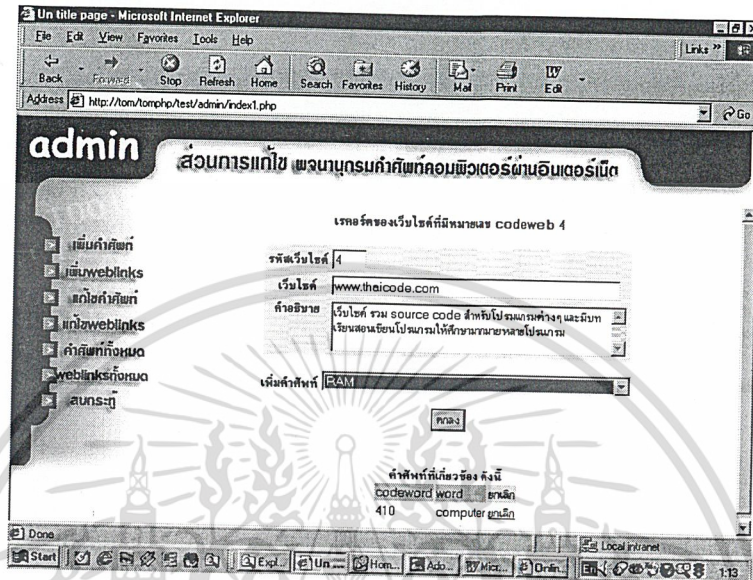 Un title page - Microsoft Internet Explorer
File Edit View Favorites Tools Help
Links »
Back Forward Stop Refresh Home Search Favorites History Mail Print Edit
Address http://tom/tomphp/test/admin/index1.php Go
admin
ส่วนการแก้ไข พจนานุกรมคำศัพท์คอมพิวเตอร์ผ่านอินเตอร์เน็ต
เรคอร์ดของเว็บไซต์ที่มีหมายเลข codeweb 4
เพิ่มคำศัพท์
เพิ่มweblinks
แก้ไขคำศัพท์
แก้ไขweblinks
คำศัพท์ทั้งหมด
weblinksทั้งหมด
ลบกระทู้
รหัสเว็บไซต์ 4
เว็บไซต์ www.thaicode.com
คำอธิบาย เว็บไซต์ รวม source code สำหรับโปรแกรมต่างๆ และมีบท
เรียนสอนเขียนโปรแกรมให้ศึกษามากมายหลายโปรแกรม
เพิ่มคำศัพท์ RAM
ตกลง
คำศัพท์ที่เกี่ยวข้อง ดังนี้
codeword word ยกเลิก
410 computer ยกเลิก
Done Local intranet
Start Expl... Un ... Hom... Ado... Micr... Onlin... En 1:13